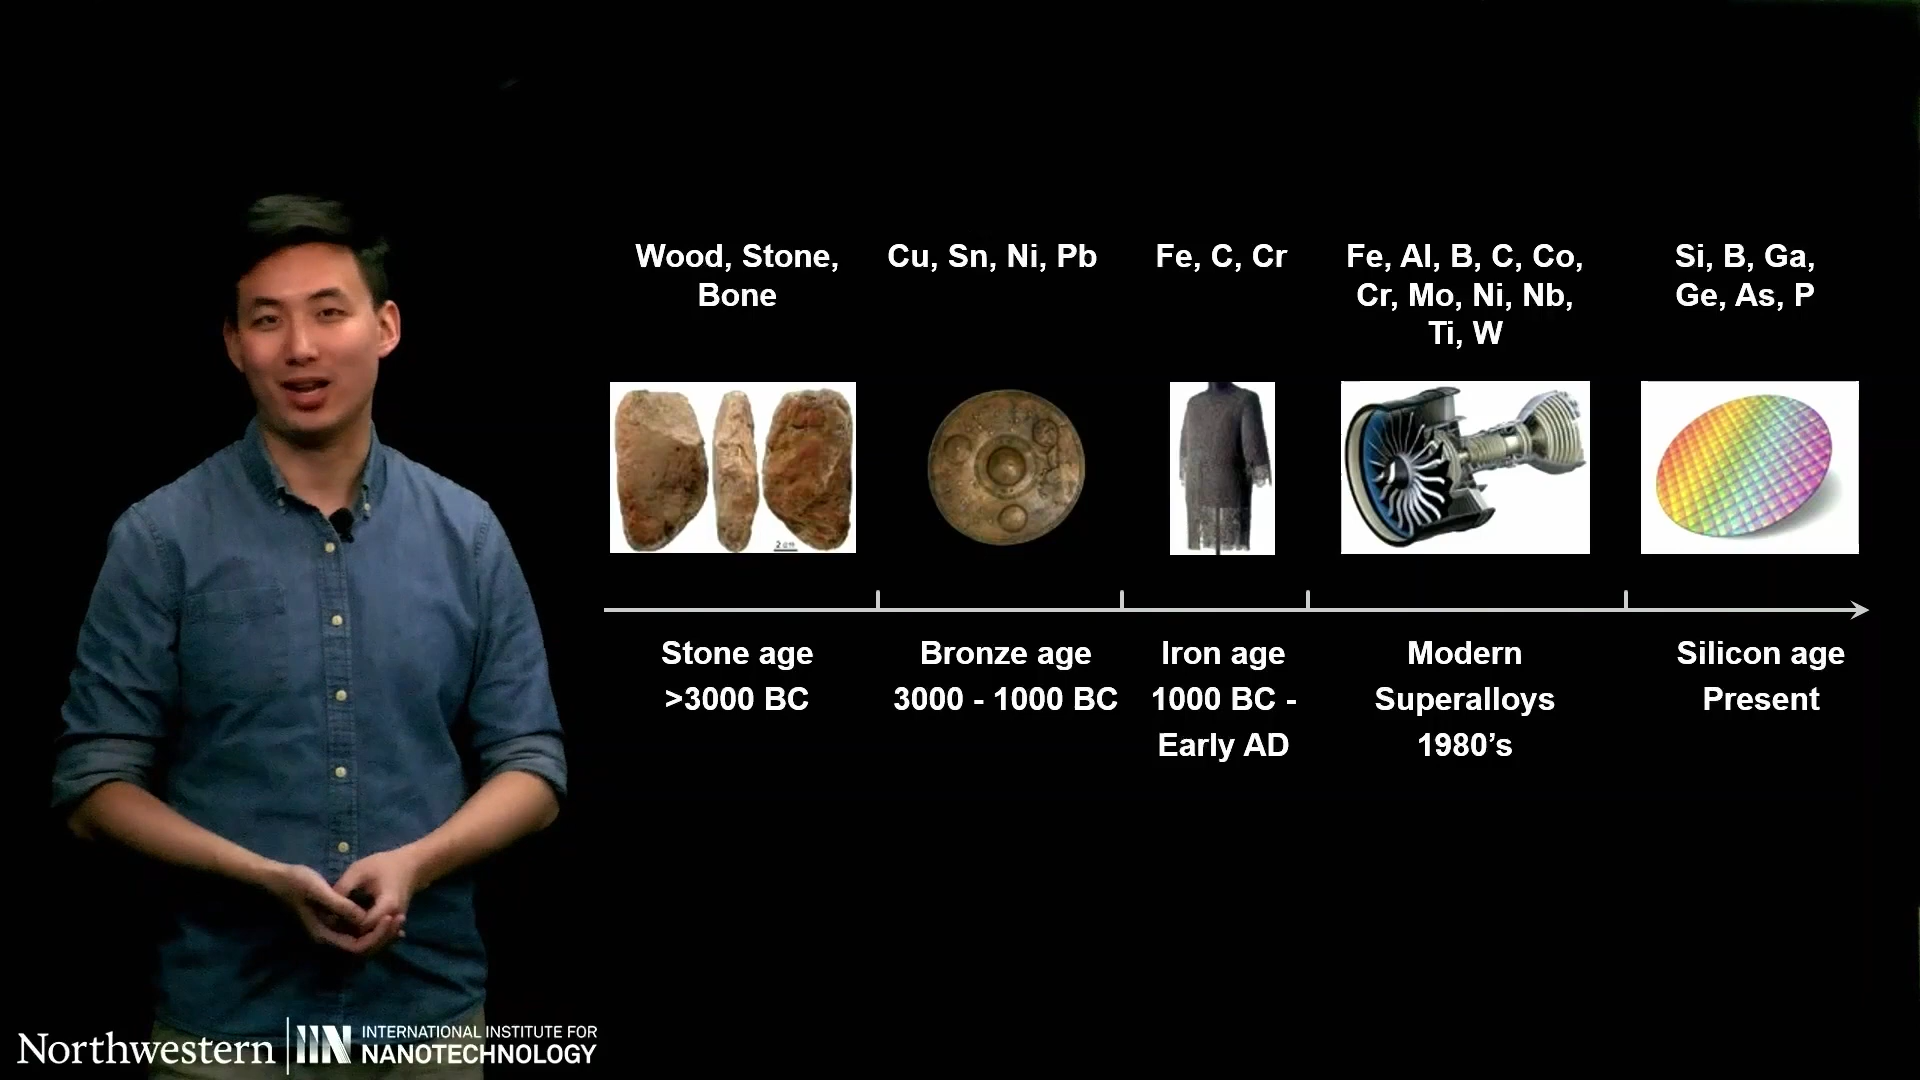 Wood, Stone,
Bone
Cu, Sn, Ni, Pb
Fe, C, Cr
Fe, Al, B, C, Co,
Cr, Mo, Ni, Nb,
Ti, W
Si, B, Ga,
Ge, As, P
2 cm
Stone age
>3000 BC
Bronze age
3000 - 1000 BC
Iron age
1000 BC -
Early AD
Modern
Superalloys
1980’s
Silicon age
Present
Northwestern
INTERNATIONAL INSTITUTE FOR
NANOTECHNOLOGY